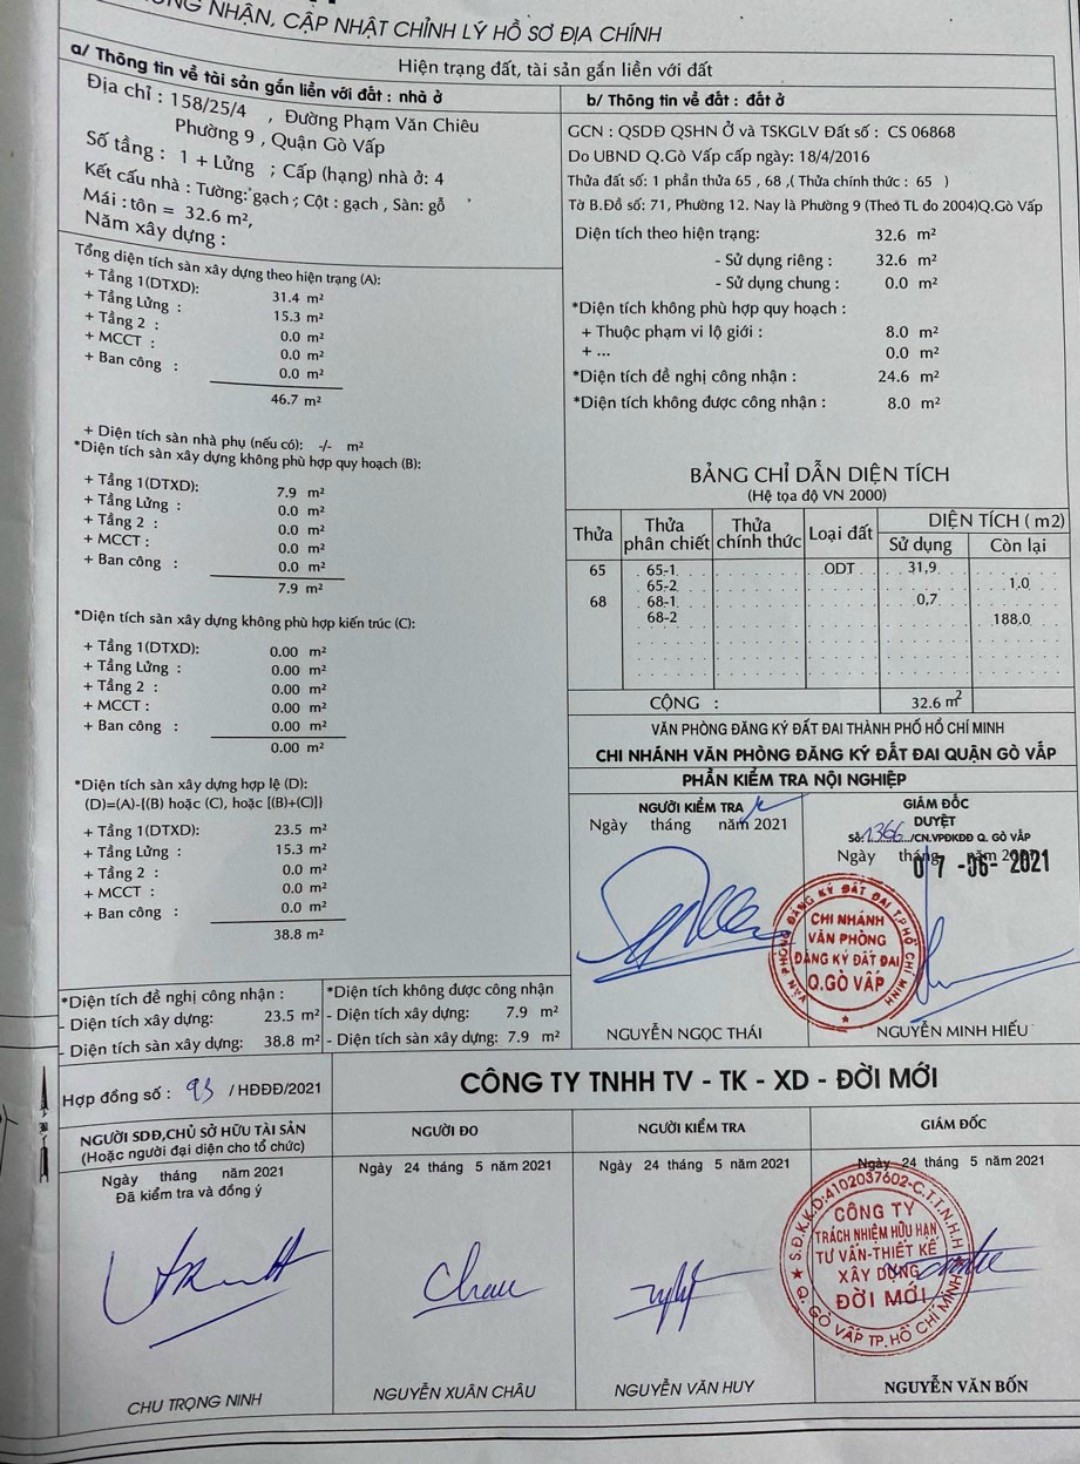 NHẬN, CẬP NHẬT CHỈNH LÝ HỒ SƠ ĐỊA CHÍNH
Hiện trạng đất, tài sản gắn liền với đất
a/ Thông tin về tài sản gắn liền với đất : nhà ở
Địa chỉ : 158/25/4 , Đường Phạm Văn Chiêu
Phường 9 , Quận Gò Vấp
Số tầng : 1 + Lửng ; Cấp (hạng) nhà ở: 4
Kết cấu nhà : Tường: gạch ; Cột : gạch , Sàn: gỗ
Mái : tôn = 32.6 m²,
Năm xây dựng :
Tổng diện tích sàn xây dựng theo hiện trạng (A):
+ Tầng 1(DTXD): 31.4 m²
+ Tầng Lửng : 15.3 m²
+ Tầng 2 : 0.0 m²
+ MCCT : 0.0 m²
+ Ban công : 0.0 m²
46.7 m²
+ Diện tích sàn nhà phụ (nếu có): -/- m²
*Diện tích sàn xây dựng không phù hợp quy hoạch (B):
+ Tầng 1(DTXD): 7.9 m²
+ Tầng Lửng : 0.0 m²
+ Tầng 2 : 0.0 m²
+ MCCT : 0.0 m²
+ Ban công : 0.0 m²
7.9 m²
*Diện tích sàn xây dựng không phù hợp kiến trúc (C):
+ Tầng 1(DTXD): 0.00 m²
+ Tầng Lửng : 0.00 m²
+ Tầng 2 : 0.00 m²
+ MCCT : 0.00 m²
+ Ban công : 0.00 m²
0.00 m²
*Diện tích sàn xây dựng hợp lệ (D):
(D)=(A)-[(B) hoặc (C), hoặc [(B)+(C)]}
+ Tầng 1(DTXD): 23.5 m²
+ Tầng Lửng : 15.3 m²
+ Tầng 2 : 0.0 m²
+ MCCT : 0.0 m²
+ Ban công : 0.0 m²
38.8 m²
*Diện tích đề nghị công nhận :
- Diện tích xây dựng: 23.5 m²
- Diện tích sàn xây dựng: 38.8 m²
*Diện tích không được công nhận
- Diện tích xây dựng: 7.9 m²
- Diện tích sàn xây dựng: 7.9 m²
b/ Thông tin về đất : đất ở
GCN : QSDĐ QSHN Ở và TSKGLV Đất số : CS 06868
Do UBND Q.Gò Vấp cấp ngày: 18/4/2016
Thửa đất số: 1 phần thửa 65 , 68 ,( Thửa chính thức : 65 )
Tờ B.Đồ số: 71, Phường 12. Nay là Phường 9 (Theo TL đo 2004)Q.Gò Vấp
Diện tích theo hiện trạng: 32.6 m²
- Sử dụng riêng : 32.6 m²
- Sử dụng chung : 0.0 m²
*Diện tích không phù hợp quy hoạch :
+ Thuộc phạm vi lộ giới : 8.0 m²
+ ... 0.0 m²
*Diện tích đề nghị công nhận : 24.6 m²
*Diện tích không được công nhận : 8.0 m²
BẢNG CHỈ DẪN DIỆN TÍCH
(Hệ tọa độ VN 2000)
Thửa Thửa phân chiết Thửa chính thức Loại đất DIỆN TÍCH ( m2)
Sử dụng Còn lại
65 65-1 ODT 31,9
65-2 1.0
68 68-1 0,7
68-2 188.0
CỘNG : 32.6 m²
VĂN PHÒNG ĐĂNG KÝ ĐẤT ĐAI THÀNH PHỐ HỒ CHÍ MINH
CHI NHÁNH VĂN PHÒNG ĐĂNG KÝ ĐẤT ĐAI QUẬN GÒ VẤP
PHẦN KIỂM TRA NỘI NGHIỆP
NGƯỜI KIỂM TRA
Ngày tháng năm 2021
NGUYỄN NGỌC THÁI
GIÁM ĐỐC
DUYỆT
Số: 1366 /CN.VPĐKĐĐ Q. GÒ VẤP
Ngày tháng năm 2021
07 -06- 2021
VĂN PHÒNG ĐĂNG KÝ ĐẤT ĐAI T.PHỐ HỒ CHÍ MINH
CHI NHÁNH
VĂN PHÒNG
ĐĂNG KÝ ĐẤT ĐAI
Q.GÒ VẤP
NGUYỄN MINH HIẾU
Hợp đồng số : 93 / HĐĐĐ/2021
CÔNG TY TNHH TV - TK - XD - ĐỜI MỚI
NGƯỜI SDĐ,CHỦ SỞ HỮU TÀI SẢN
(Hoặc người đại diện cho tổ chức)
Ngày tháng năm 2021
Đã kiểm tra và đồng ý
CHU TRỌNG NINH
NGƯỜI ĐO
Ngày 24 tháng 5 năm 2021
Chau
NGUYỄN XUÂN CHÂU
NGƯỜI KIỂM TRA
Ngày 24 tháng 5 năm 2021
NGUYỄN VĂN HUY
GIÁM ĐỐC
Ngày 24 tháng 5 năm 2021
S.Đ.K.K.D:4102037602-C.T.T.N.H.H
CÔNG TY
TRÁCH NHIỆM HỮU HẠN
TƯ VẤN-THIẾT KẾ
XÂY DỰNG
ĐỜI MỚI
Q. GÒ VẤP TP. HỒ CHÍ MINH
NGUYỄN VĂN BỐN